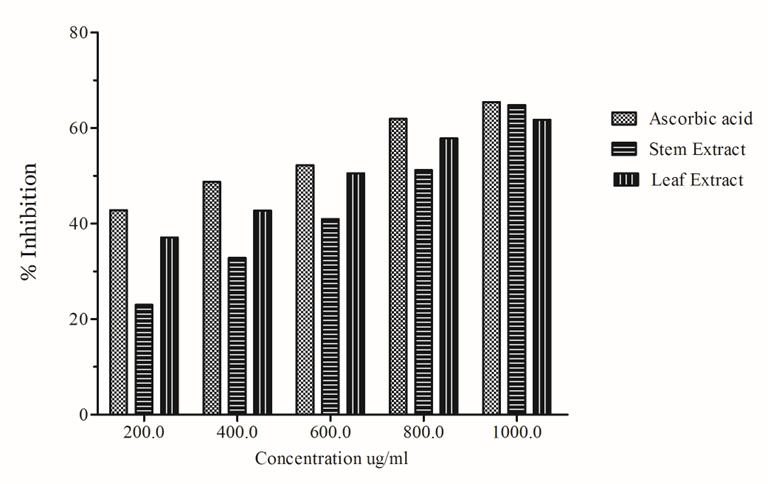 80
60
40
20
0
% Inhibition
200.0 400.0 600.0 800.0 1000.0
Concentration ug/ml
Ascorbic acid
Stem Extract
Leaf Extract